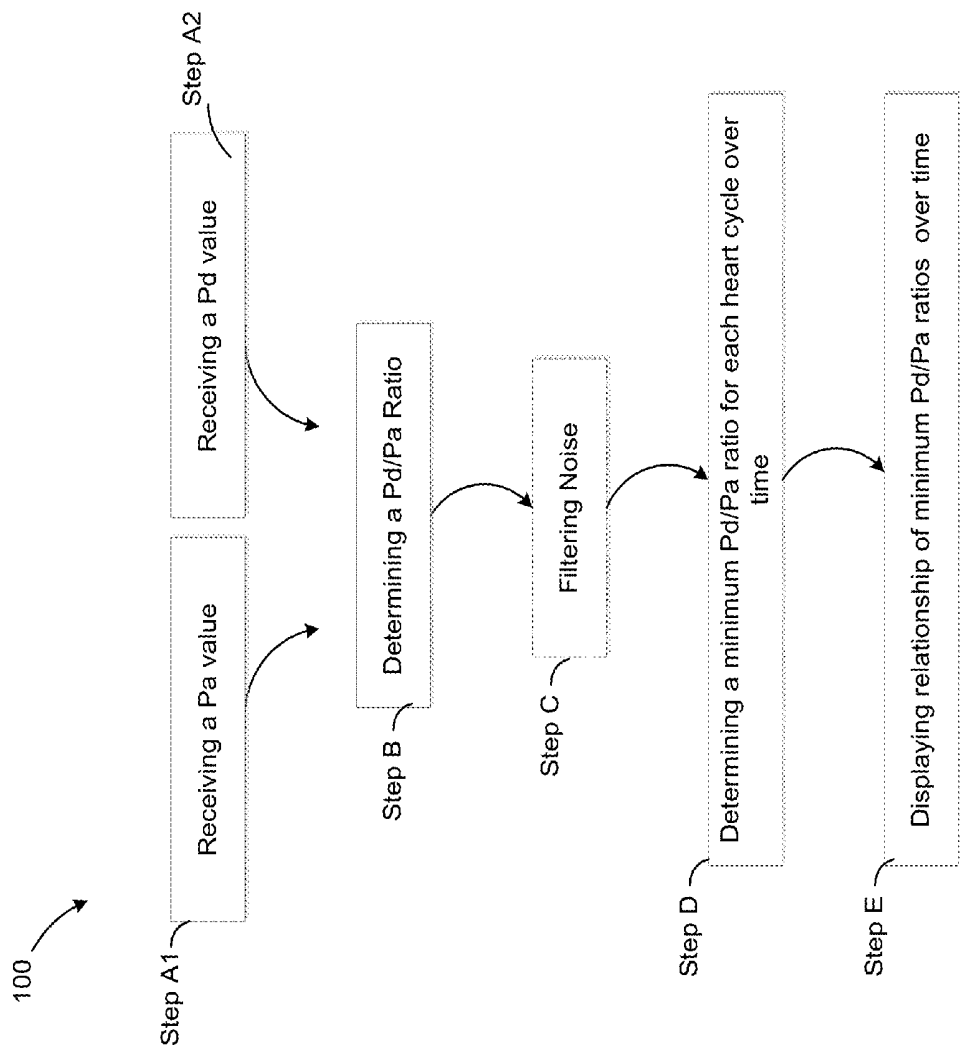 100
Step A1
Receiving a Pa value
Receiving a Pd value
Step A2
Step B
Determining a Pd/Pa Ratio
Step C
Filtering Noise
Step D
Determining a minimum Pd/Pa ratio for each heart cycle over
time
Step E
Displaying relationship of minimum Pd/Pa ratios over time